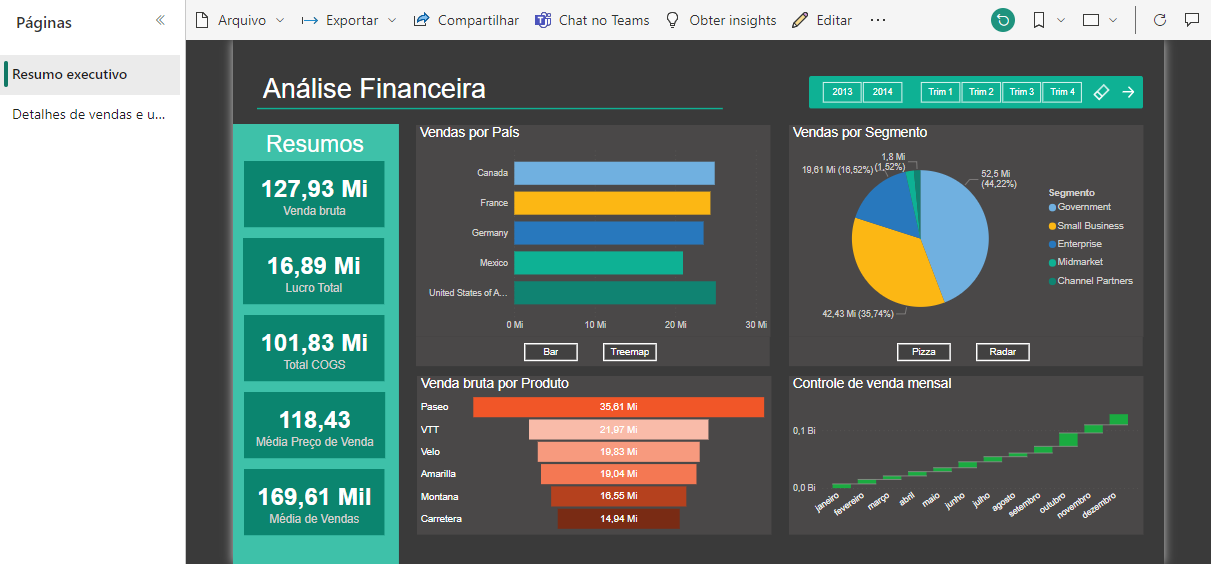 Páginas
Arquivo
Exportar
Compartilhar
Chat no Teams
Obter insights
Editar
Resumo executivo
Detalhes de vendas e u...
Análise Financeira
2013
2014
Trim 1
Trim 2
Trim 3
Trim 4
Resumos
127,93 Mi
Venda bruta
16,89 Mi
Lucro Total
101,83 Mi
Total COGS
118,43
Média Preço de Venda
169,61 Mil
Média de Vendas
Vendas por País
Canada
France
Germany
Mexico
United States of A...
0 Mi
10 Mi
20 Mi
30 Mi
Bar
Treemap
Vendas por Segmento
1,8 Mi
(1,52%)
19,61 Mi (16,52%)
52,5 Mi
(44,22%)
42,43 Mi (35,74%)
Segmento
Government
Small Business
Enterprise
Midmarket
Channel Partners
Pizza
Radar
Venda bruta por Produto
Paseo
35,61 Mi
VTT
21,97 Mi
Velo
19,83 Mi
Amarilla
19,04 Mi
Montana
16,55 Mi
Carretera
14,94 Mi
Controle de venda mensal
0,1 Bi
0,0 Bi
janeiro
fevereiro
março
abril
maio
junho
julho
agosto
setembro
outubro
novembro
dezembro